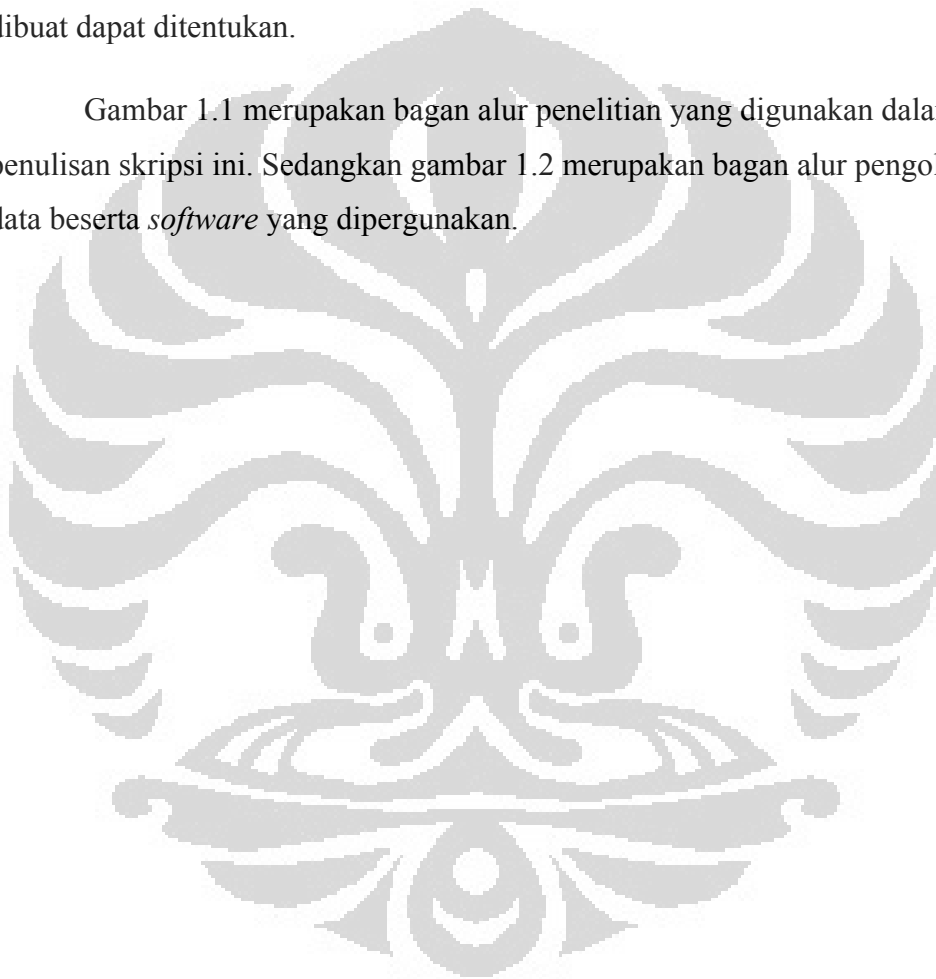 dibuat dapat ditentukan.
Gambar 1.1 merupakan bagan alur penelitian yang digunakan dala
penulisan skripsi ini. Sedangkan gambar 1.2 merupakan bagan alur pengol
data beserta software yang dipergunakan.